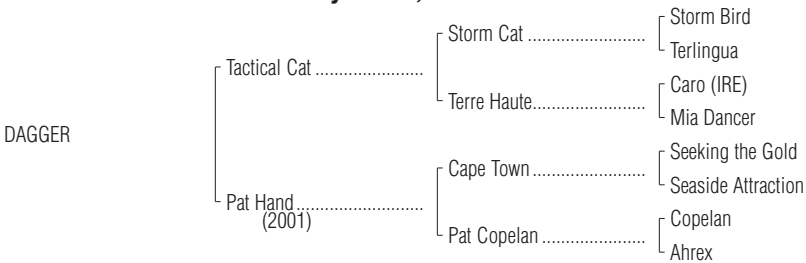 Storm Bird
Storm Cat ..........................
Terlingua
Tactical Cat ........................
Caro (IRE)
Terre Haute.........................
Mia Dancer
DAGGER
Seeking the Gold
Cape Town .........................
Seaside Attraction
Pat Hand............................
(2001)
Copelan
Pat Copelan .......................
Ahrex